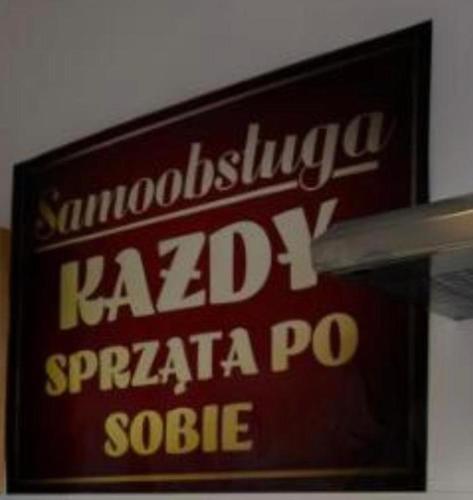 Samoobsługa
KAŻDY
SPRZĄTA PO
SOBIE